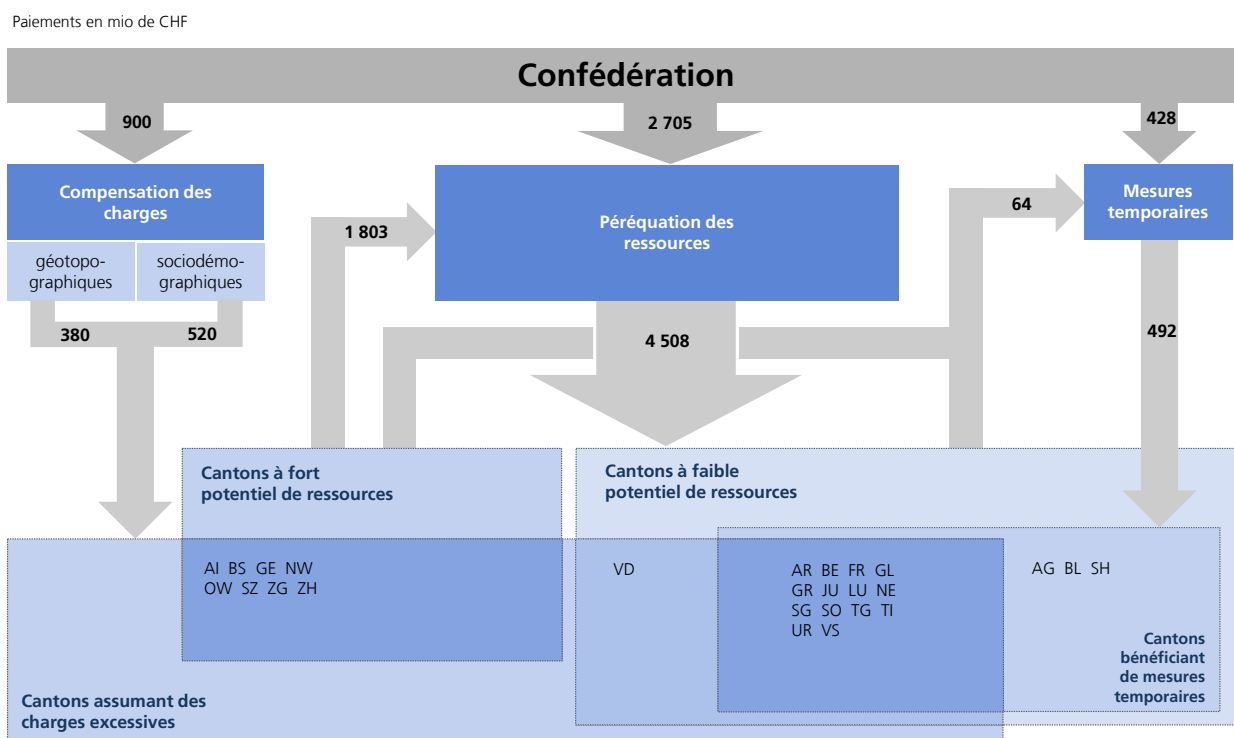 Paiements en mio de CHF
Confédération
900
2 705
428
Compensation des
charges
géotopo-
graphiques
sociodémo-
graphiques
380
520
1 803
Péréquation des
ressources
4 508
64
Mesures
temporaires
492
Cantons à fort
potentiel de ressources
Cantons à faible
potentiel de ressources
AI BS GE NW
OW SZ ZG ZH
VD
AR BE FR GL
GR JU LU NE
SG SO TG TI
UR VS
AG BL SH
Cantons
bénéficiant
de mesures
temporaires
Cantons assumant des
charges excessives